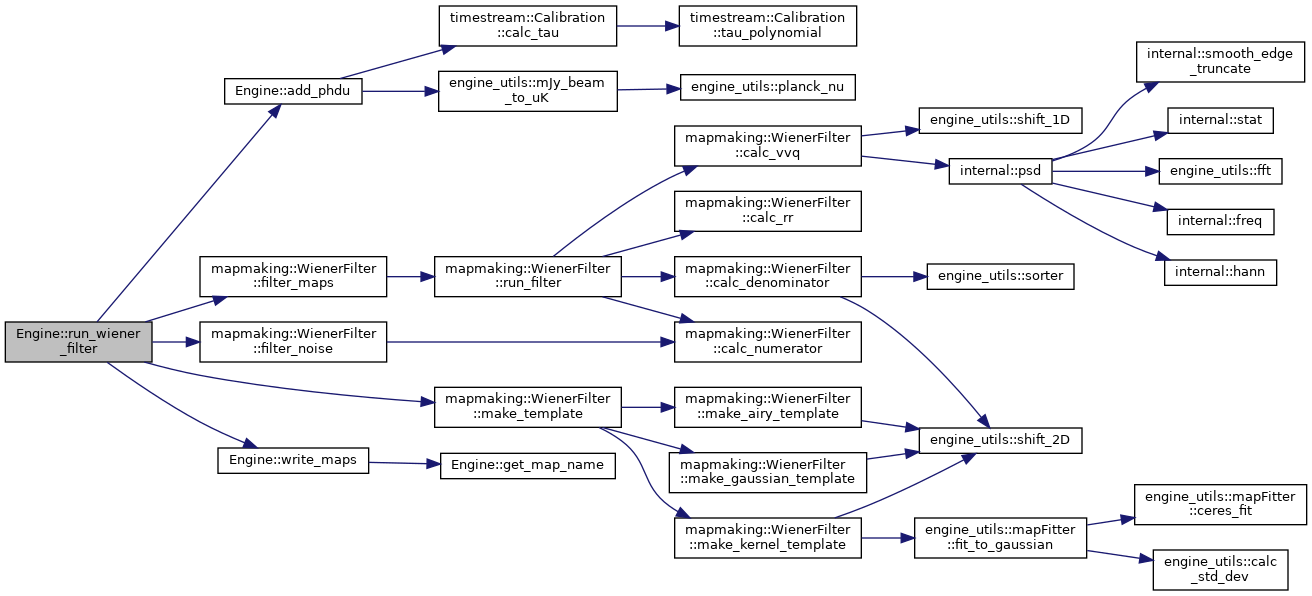 Engine::run_wiener
_filter
Engine::add_phdu
timestream::Calibration
::calc_tau
timestream::Calibration
::tau_polynomial
engine_utils::mJy_beam
_to_uK
engine_utils::planck_nu
mapmaking::WienerFilter
::filter_maps
mapmaking::WienerFilter
::run_filter
mapmaking::WienerFilter
::calc_vvq
engine_utils::shift_1D
internal::psd
internal::smooth_edge
_truncate
internal::stat
engine_utils::fft
internal::freq
internal::hann
mapmaking::WienerFilter
::calc_rr
mapmaking::WienerFilter
::calc_denominator
engine_utils::sorter
mapmaking::WienerFilter
::calc_numerator
mapmaking::WienerFilter
::filter_noise
mapmaking::WienerFilter
::make_template
mapmaking::WienerFilter
::make_airy_template
engine_utils::shift_2D
mapmaking::WienerFilter
::make_gaussian_template
mapmaking::WienerFilter
::make_kernel_template
engine_utils::mapFitter
::fit_to_gaussian
engine_utils::mapFitter
::ceres_fit
engine_utils::calc
_std_dev
Engine::write_maps
Engine::get_map_name